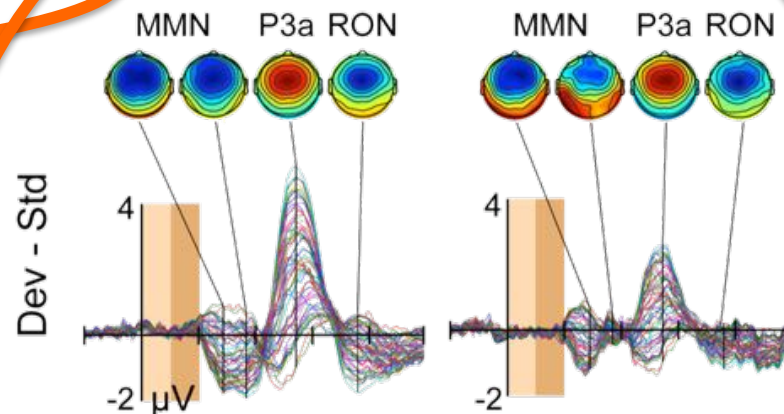 MMN P3a RON MMN P3a RON
Dev - Std
4 4
-2 µV -2